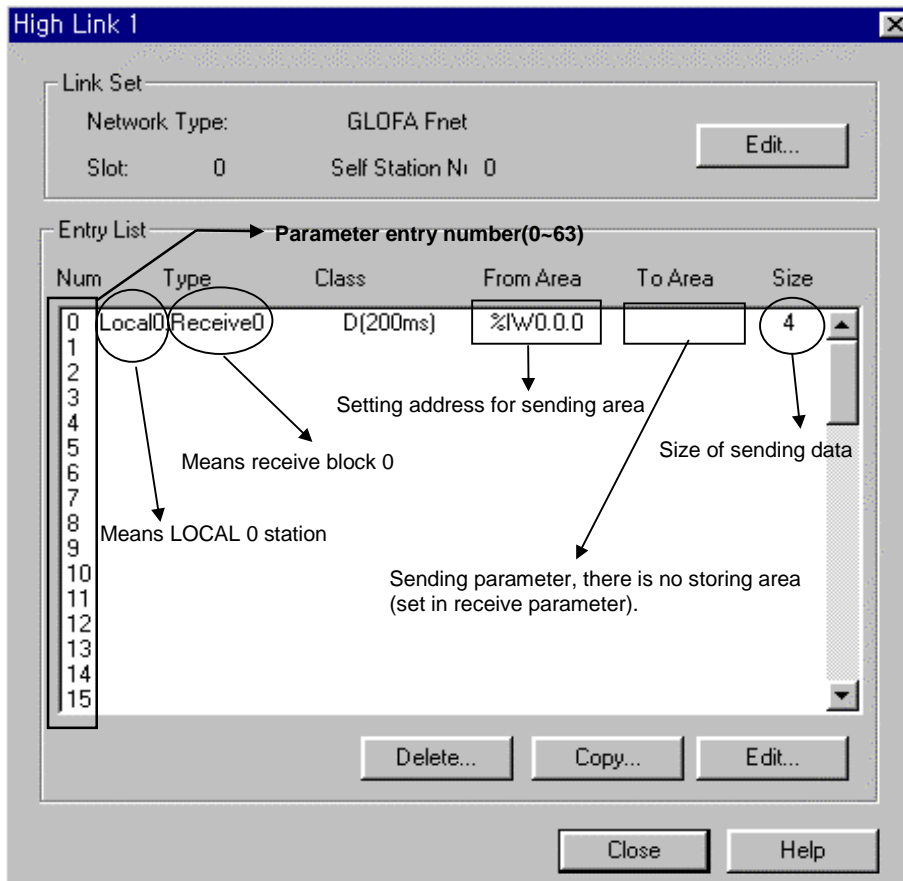 High Link 1
Link Set
Network Type: GLOFA Fnet
Edit...
Slot: 0 Self Station N 0
Entry List
Parameter entry number(0~63)
Num Type Class From Area To Area Size
0 Local0,Receive0 D(200ms) %IW0.0.0 4
1
2
3
Setting address for sending area
4
5
Size of sending data
Means receive block 0
6
7
8
Means LOCAL 0 station
9
10
Sending parameter, there is no storing area
11
(set in receive parameter).
12
13
14
15
Delete... Copy... Edit...
Close Help